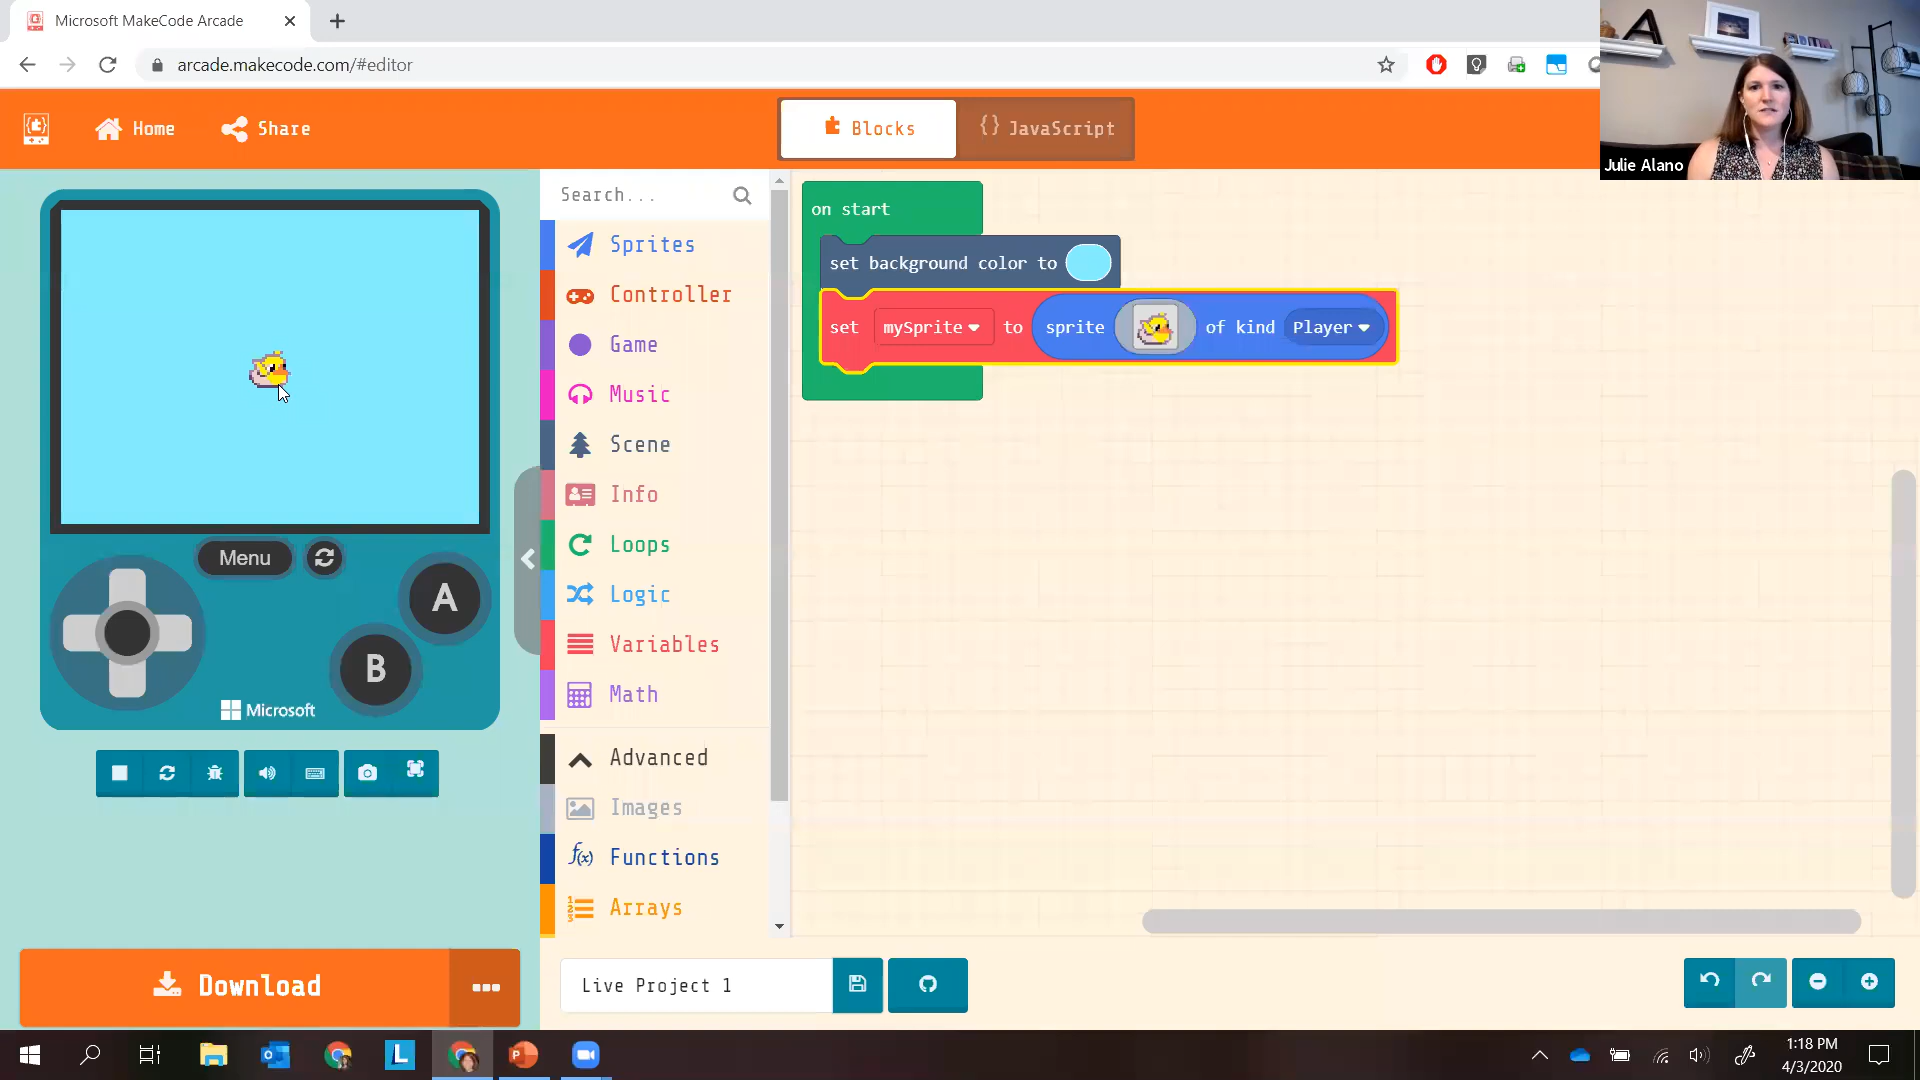 Microsoft MakeCode Arcade
arcade.makecode.com/#editor
Home
Share
Blocks
{} JavaScript
Julie Alano
Search...
on start
set background color to
set mySprite to sprite of kind Player
Sprites
Controller
Game
Music
Scene
Info
Loops
Logic
Variables
Math
Advanced
Images
f(x) Functions
Arrays
Menu
A
B
Microsoft
Download
Live Project 1
1:18 PM
4/3/2020